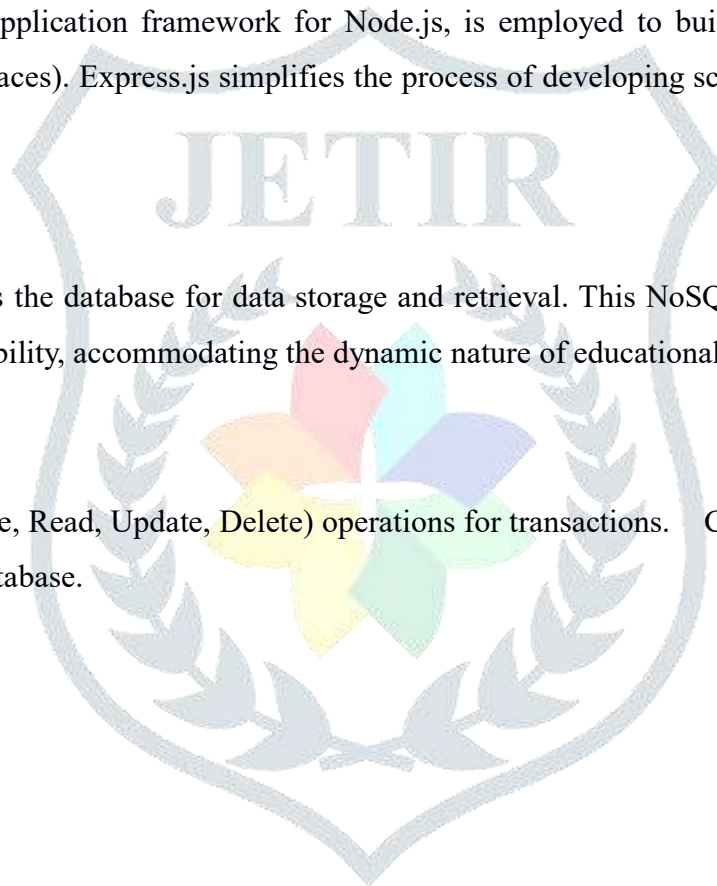 pplication framework for Node.js, is employed to bui
aces). Express.js simplifies the process of developing sc
JETIR
s the database for data storage and retrieval. This NoSQ
bility, accommodating the dynamic nature of educational
e, Read, Update, Delete) operations for transactions. C
tabase.